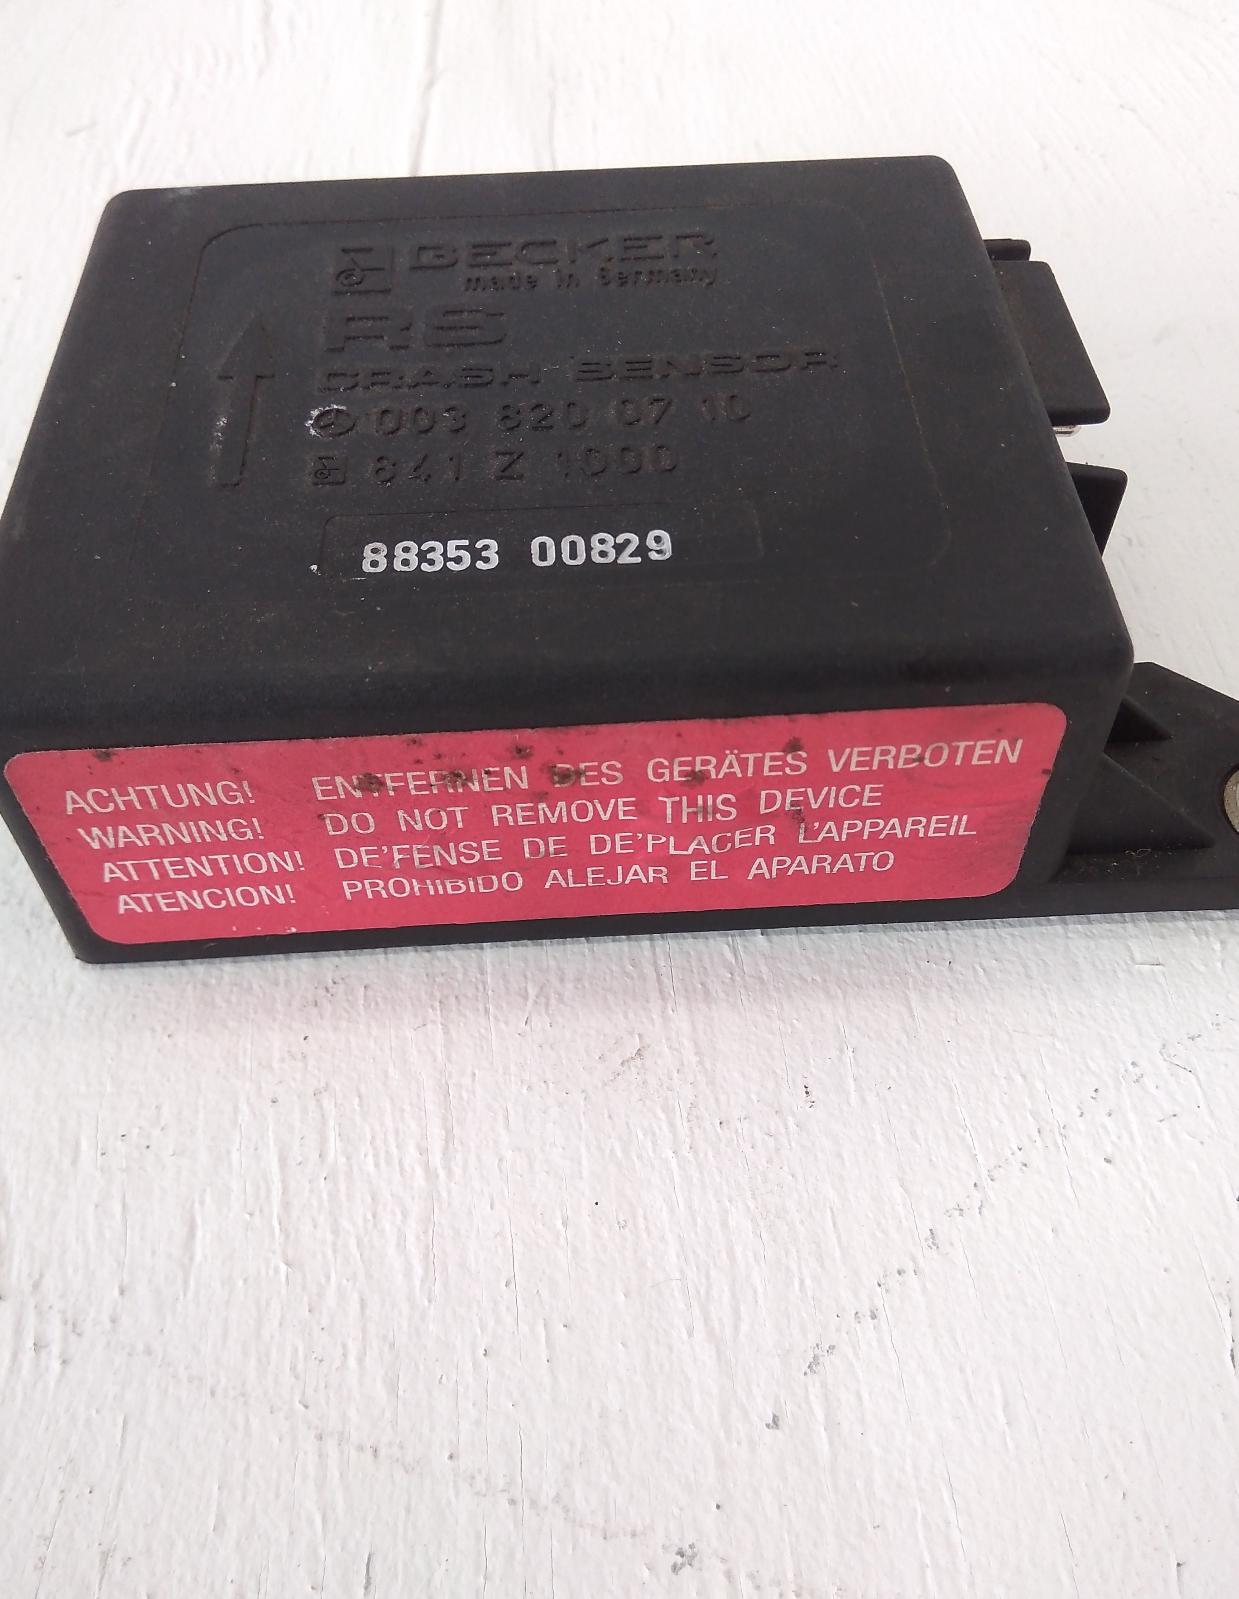 BECKER
made in Germany
RS
CRASH SENSOR
003 820 07 10
841 Z 1000
88353 00829
ACHTUNG! ENTFERNEN DES GERÄTES VERBOTEN
WARNING! DO NOT REMOVE THIS DEVICE
ATTENTION! DE'FENSE DE DE'PLACER L'APPAREIL
ATENCION! PROHIBIDO ALEJAR EL APARATO